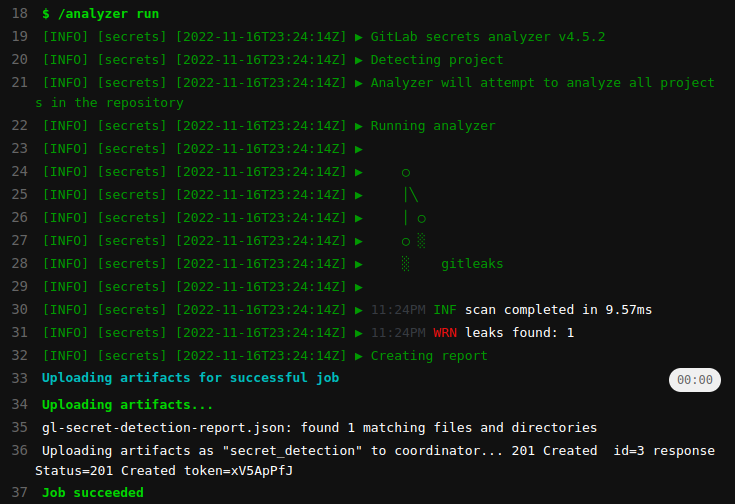 18 $ /analyzer run
19 [INFO] [secrets] [2022-11-16T23:24:14Z] ▶ GitLab secrets analyzer v4.5.2
20 [INFO] [secrets] [2022-11-16T23:24:14Z] ▶ Detecting project
21 [INFO] [secrets] [2022-11-16T23:24:14Z] ▶ Analyzer will attempt to analyze all project
s in the repository
22 [INFO] [secrets] [2022-11-16T23:24:14Z] ▶ Running analyzer
23 [INFO] [secrets] [2022-11-16T23:24:14Z] ▶
24 [INFO] [secrets] [2022-11-16T23:24:14Z] ▶     ○
25 [INFO] [secrets] [2022-11-16T23:24:14Z] ▶     │╲
26 [INFO] [secrets] [2022-11-16T23:24:14Z] ▶     │ ○
27 [INFO] [secrets] [2022-11-16T23:24:14Z] ▶     ○ ░
28 [INFO] [secrets] [2022-11-16T23:24:14Z] ▶     ░    gitleaks
29 [INFO] [secrets] [2022-11-16T23:24:14Z] ▶
30 [INFO] [secrets] [2022-11-16T23:24:14Z] ▶ 11:24PM INF scan completed in 9.57ms
31 [INFO] [secrets] [2022-11-16T23:24:14Z] ▶ 11:24PM WRN leaks found: 1
32 [INFO] [secrets] [2022-11-16T23:24:14Z] ▶ Creating report
33 Uploading artifacts for successful job 00:00
34 Uploading artifacts...
35 gl-secret-detection-report.json: found 1 matching files and directories
36 Uploading artifacts as "secret_detection" to coordinator... 201 Created  id=3 response
Status=201 Created token=xV5ApPfJ
37 Job succeeded